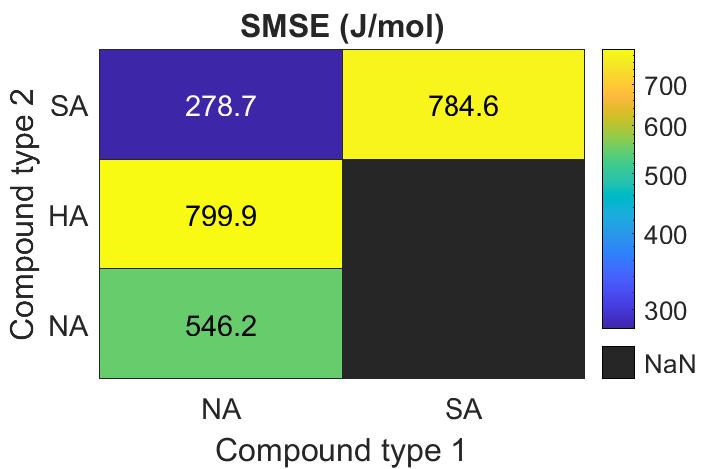 SMSE (J/mol)
Compound type 2
SA
278.7
784.6
HA
799.9
NA
546.2
NA
SA
Compound type 1
700
600
500
400
300
NaN